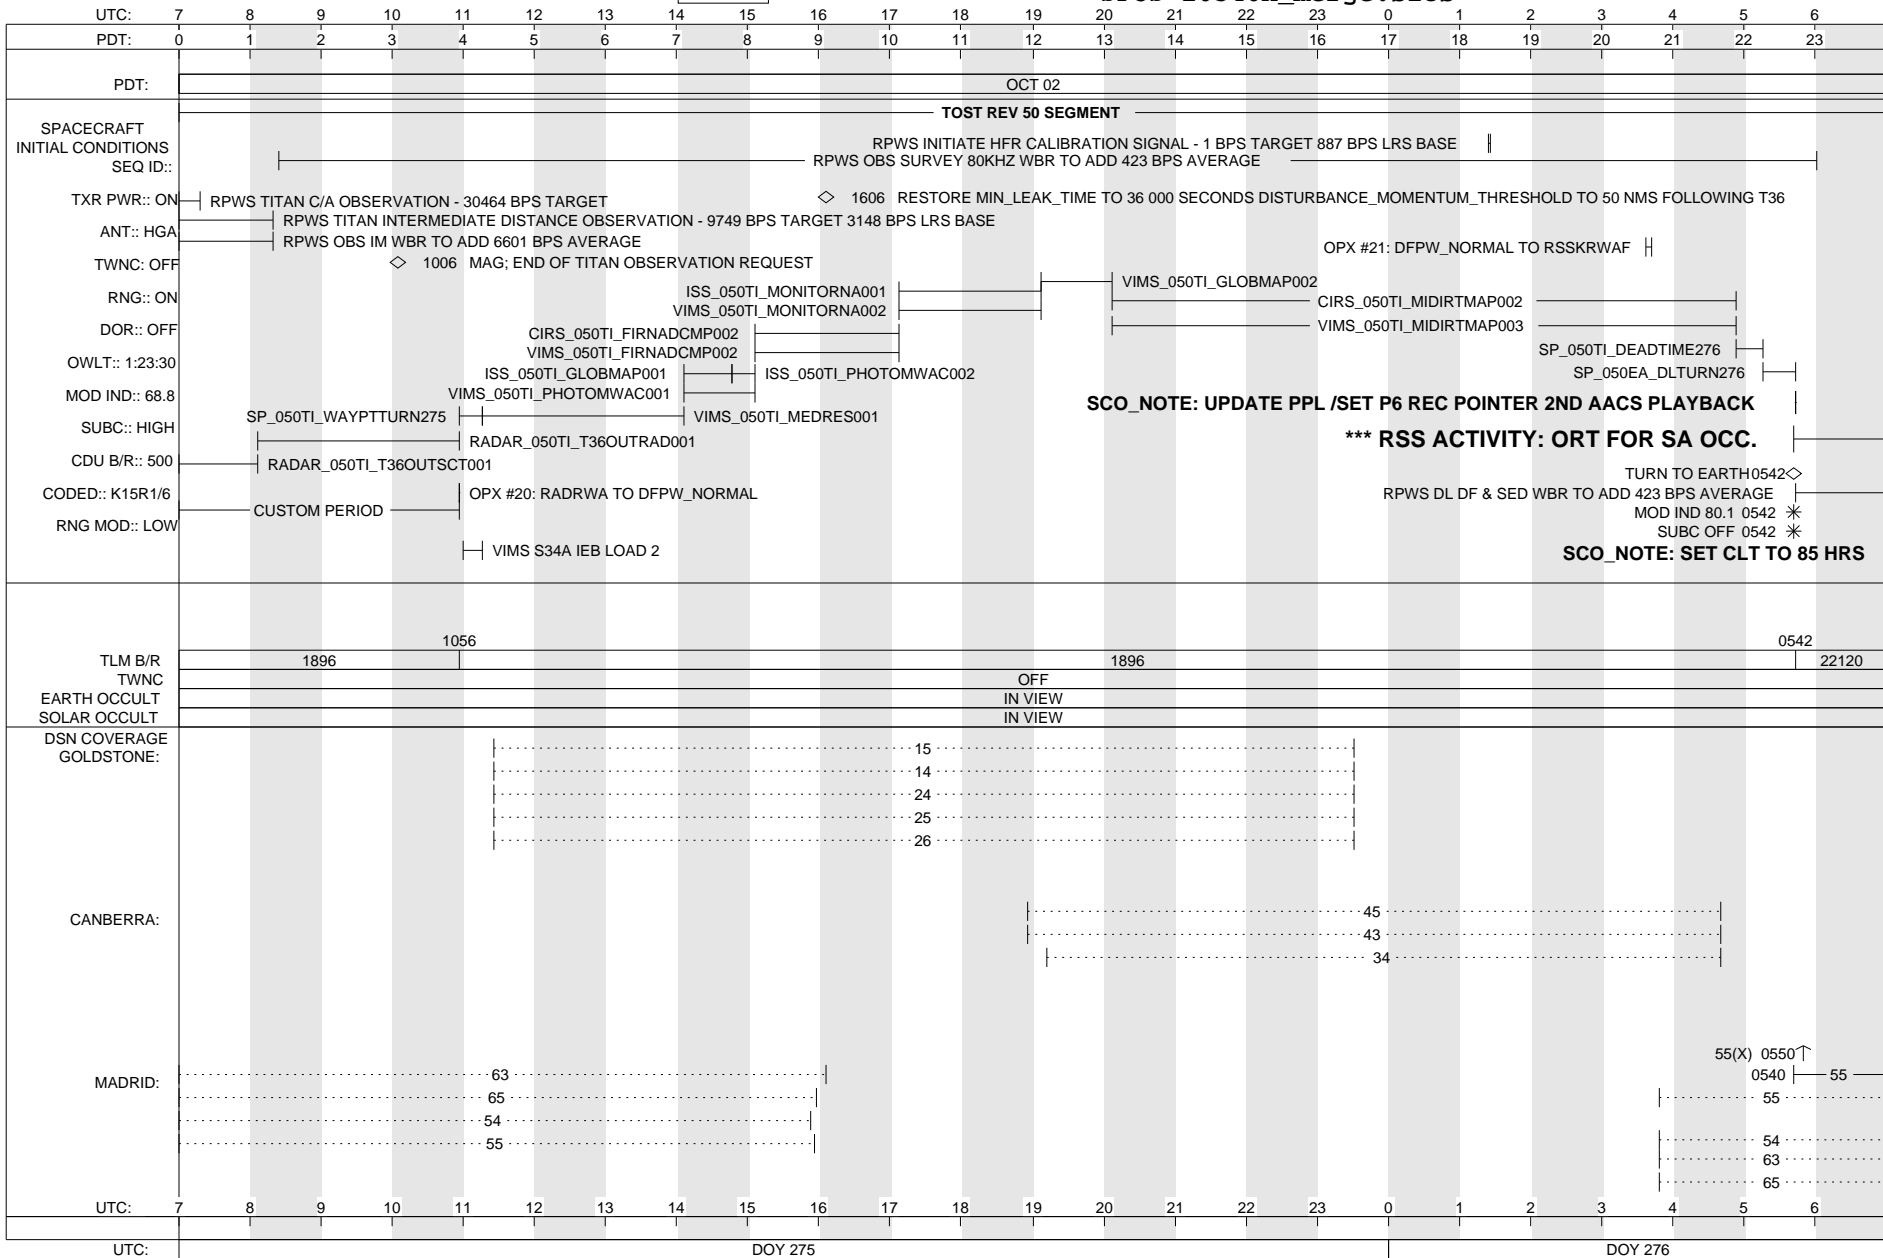 UTC: 7 8 9 10 11 12 13 14 15 16 17 18 19 20 21 22 23 0 1 2 3 4 5 6
PDT: 0 1 2 3 4 5 6 7 8 9 10 11 12 13 14 15 16 17 18 19 20 21 22 23
PDT: OCT 02
TOST REV 50 SEGMENT
SPACECRAFT
INITIAL CONDITIONS
SEQ ID::
RPWS INITIATE HFR CALIBRATION SIGNAL - 1 BPS TARGET 887 BPS LRS BASE
RPWS OBS SURVEY 80KHZ WBR TO ADD 423 BPS AVERAGE
TXR PWR:: ON
RPWS TITAN C/A OBSERVATION - 30464 BPS TARGET
1606 RESTORE MIN_LEAK_TIME TO 36 000 SECONDS DISTURBANCE_MOMENTUM_THRESHOLD TO 50 NMS FOLLOWING T36
RPWS TITAN INTERMEDIATE DISTANCE OBSERVATION - 9749 BPS TARGET 3148 BPS LRS BASE
ANT:: HGA
RPWS OBS IM WBR TO ADD 6601 BPS AVERAGE
OPX #21: DFPW_NORMAL TO RSSKRWAF
TWNC: OFF
1006 MAG; END OF TITAN OBSERVATION REQUEST
VIMS_050TI_GLOBMAP002
RNG:: ON
ISS_050TI_MONITORNA001
CIRS_050TI_MIDIRTMAP002
VIMS_050TI_MONITORNA002
DOR:: OFF
VIMS_050TI_MIDIRTMAP003
CIRS_050TI_FIRNADCMP002
VIMS_050TI_FIRNADCMP002
SP_050TI_DEADTIME276
OWLT:: 1:23:30
ISS_050TI_GLOBMAP001
ISS_050TI_PHOTOMWAC002
SP_050EA_DLTURN276
MOD IND:: 68.8
VIMS_050TI_PHOTOMWAC001
SCO_NOTE: UPDATE PPL /SET P6 REC POINTER 2ND AACS PLAYBACK
SP_050TI_WAYPTTURN275
VIMS_050TI_MEDRES001
SUBC:: HIGH
RADAR_050TI_T36OUTRAD001
*** RSS ACTIVITY: ORT FOR SA OCC.
CDU B/R:: 500
RADAR_050TI_T36OUTSCT001
TURN TO EARTH0542
CODED:: K15R1/6
OPX #20: RADRWA TO DFPW_NORMAL
RPWS DL DF & SED WBR TO ADD 423 BPS AVERAGE
CUSTOM PERIOD
MOD IND 80.1 0542
RNG MOD:: LOW
SUBC OFF 0542
VIMS S34A IEB LOAD 2
SCO_NOTE: SET CLT TO 85 HRS
1056 0542
TLM B/R 1896 1896 22120
TWNC OFF
EARTH OCCULT IN VIEW
SOLAR OCCULT IN VIEW
DSN COVERAGE
GOLDSTONE:
15
14
24
25
26
CANBERRA:
45
43
34
55(X) 0550
MADRID:
63 0540 55
65 55
54
55 54
63
65
UTC: 7 8 9 10 11 12 13 14 15 16 17 18 19 20 21 22 23 0 1 2 3 4 5 6
UTC: DOY 275 DOY 276